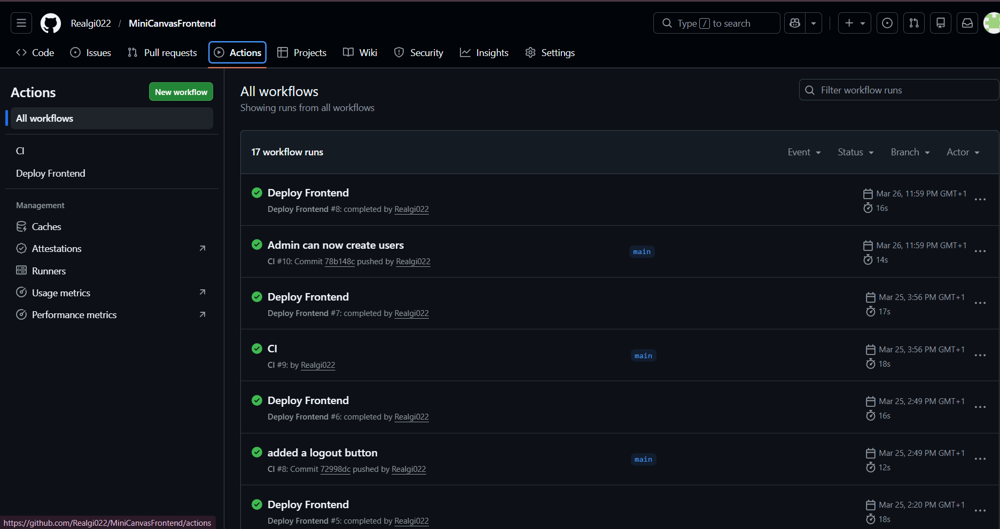 Realgi022 / MiniCanvasFrontend
Type / to search
Code
Issues
Pull requests
Actions
Projects
Wiki
Security
Insights
Settings
Actions
New workflow
All workflows
CI
Deploy Frontend
Management
Caches
Attestations
Runners
Usage metrics
Performance metrics
All workflows
Showing runs from all workflows
Filter workflow runs
17 workflow runs
Event
Status
Branch
Actor
Deploy Frontend
Deploy Frontend #8: completed by Realgi022
Mar 26, 11:59 PM GMT+1
16s
Admin can now create users
CI #10: Commit 78b148c pushed by Realgi022
main
Mar 26, 11:59 PM GMT+1
14s
Deploy Frontend
Deploy Frontend #7: completed by Realgi022
Mar 25, 3:56 PM GMT+1
17s
CI
CI #9: by Realgi022
main
Mar 25, 3:56 PM GMT+1
18s
Deploy Frontend
Deploy Frontend #6: completed by Realgi022
Mar 25, 2:49 PM GMT+1
16s
added a logout button
CI #8: Commit 72998dc pushed by Realgi022
main
Mar 25, 2:49 PM GMT+1
12s
Deploy Frontend
Deploy Frontend #5: completed by Realgi022
Mar 25, 2:20 PM GMT+1
18s
https://github.com/Realgi022/MiniCanvasFrontend/actions